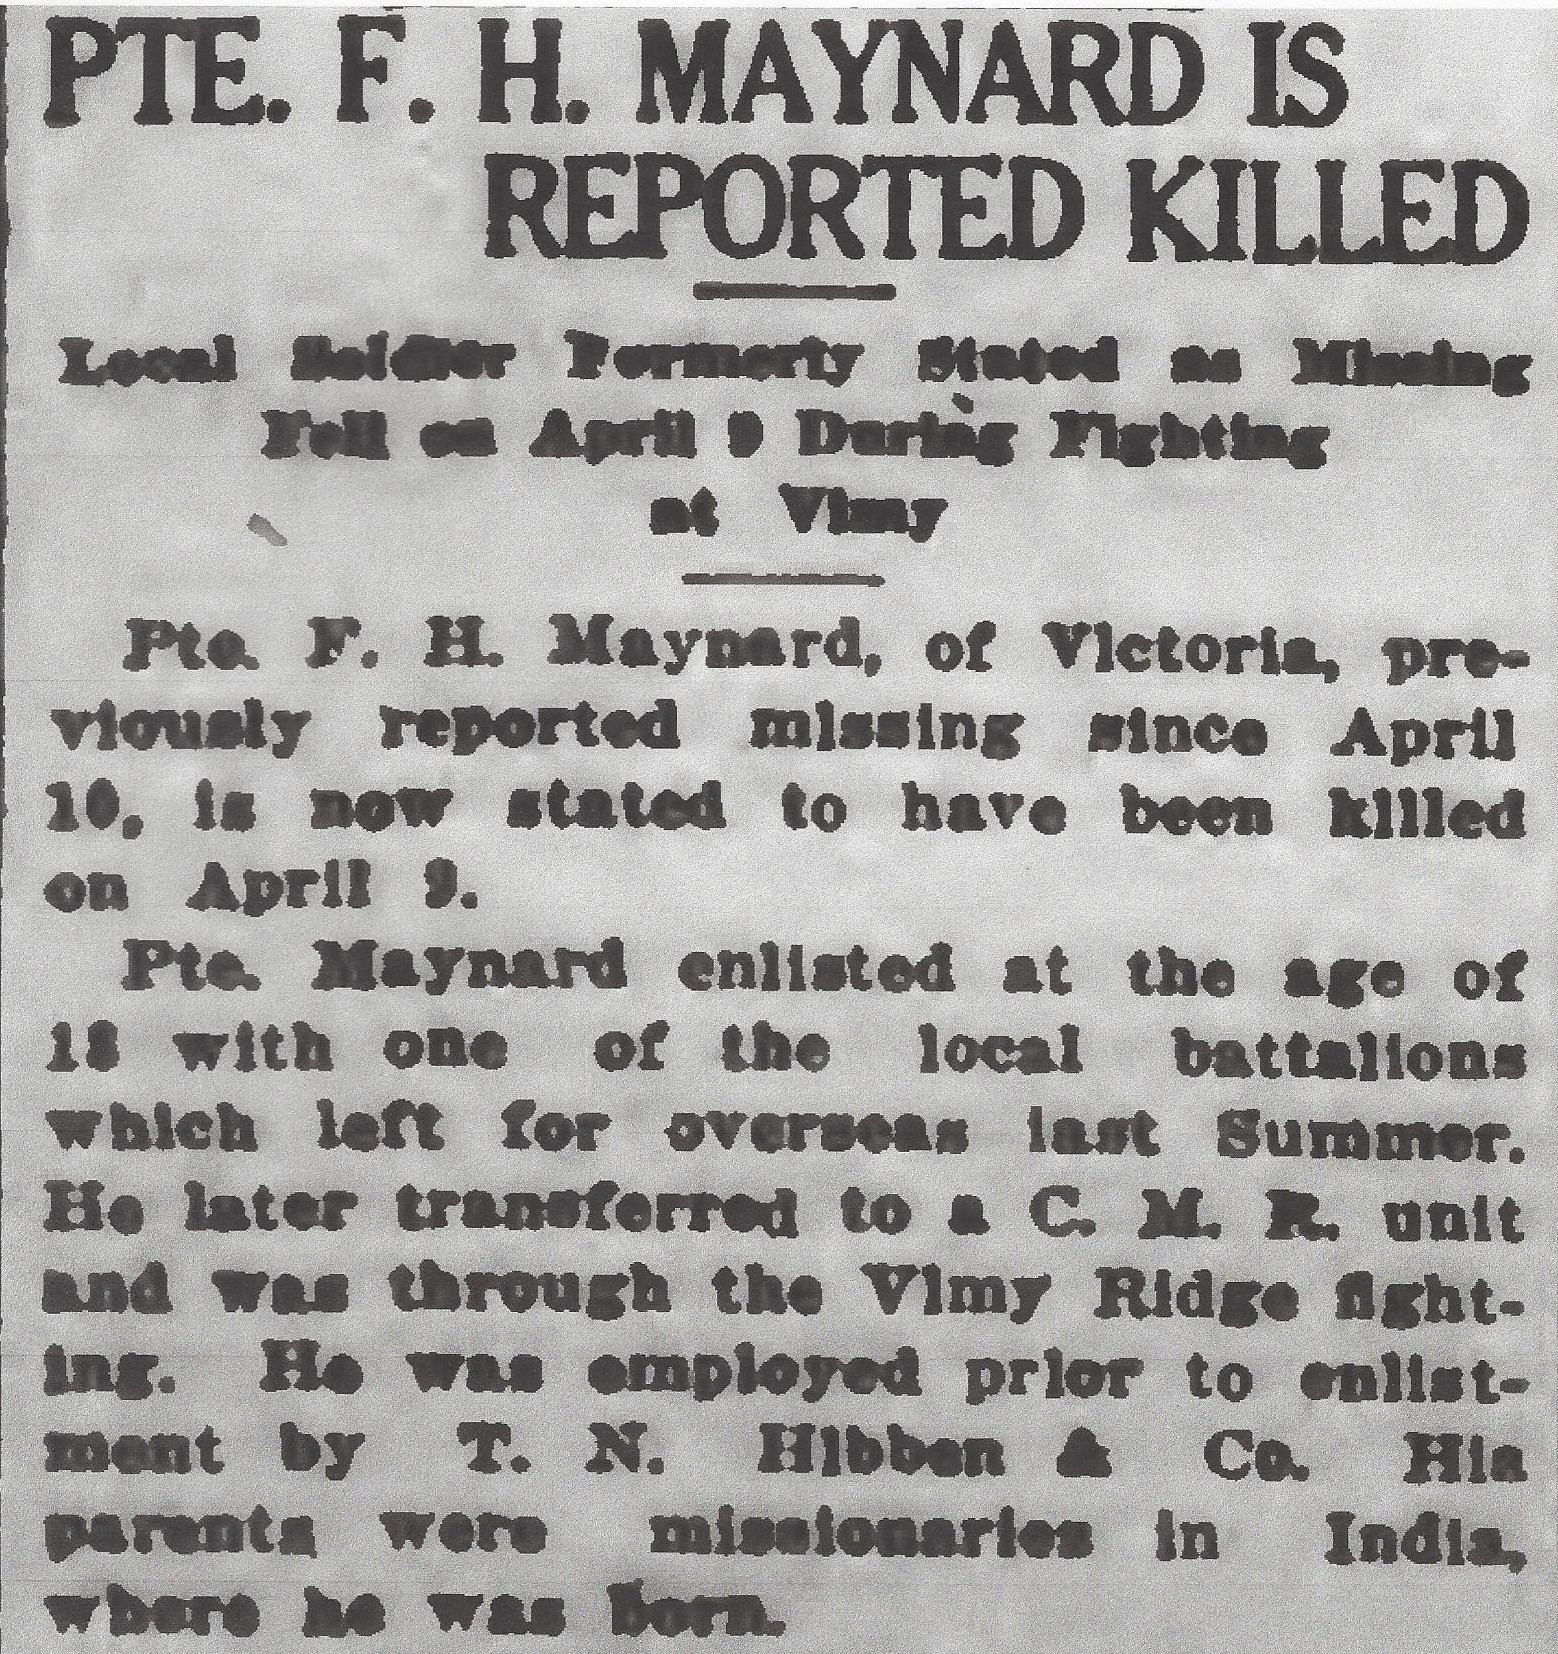 PTE. F. H. MAYNARD IS
REPORTED KILLED
Local Soldier Formerly Stated as Missing
Fell on April 9 During Fighting
at Vimy
Pte. F. H. Maynard, of Victoria, pre-
viously reported missing since April
10, is now stated to have been killed
on April 9.
Pte. Maynard enlisted at the age of
18 with one of the local battalions
which left for overseas last Summer.
He later transferred to a C. M. R. unit
and was through the Vimy Ridge fight-
ing. He was employed prior to enlist-
ment by T. N. Hibben & Co. His
parents were missionaries in India,
where he was born.